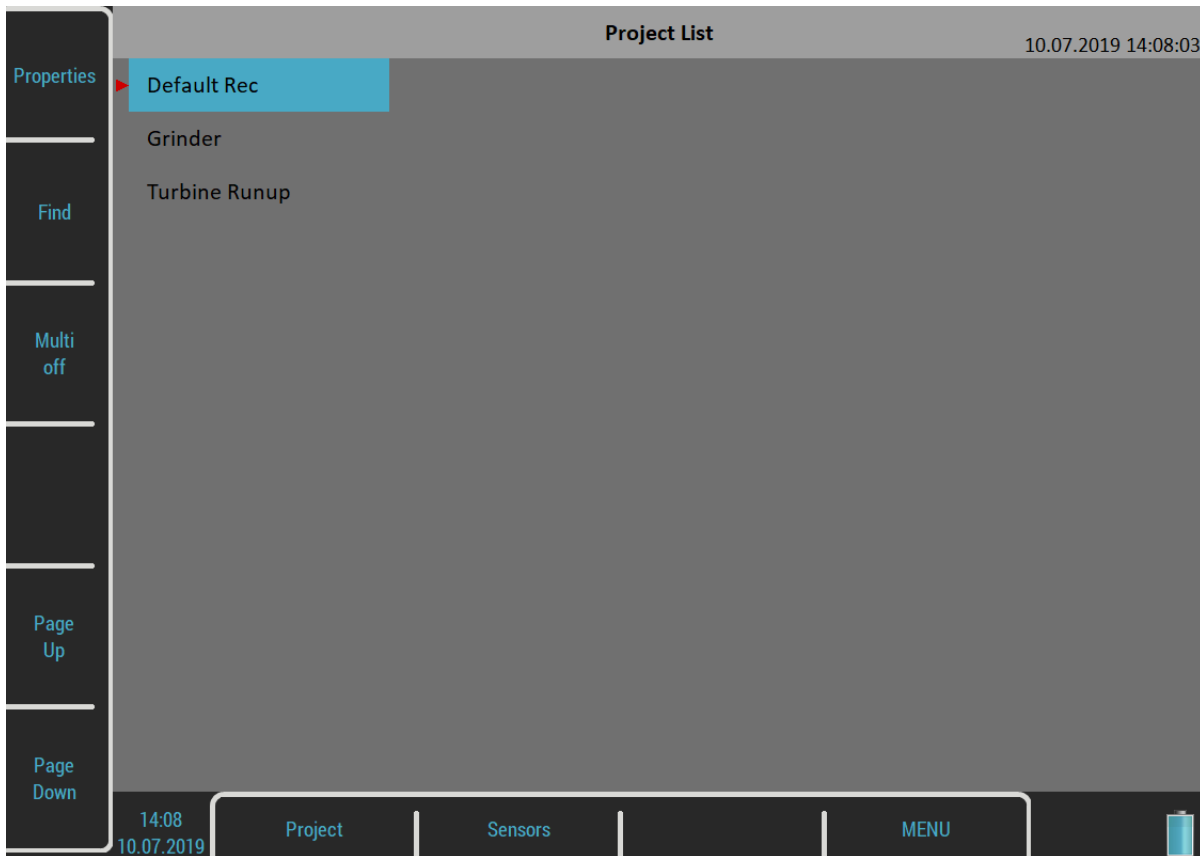 Project List
10.07.2019 14:08:03
Properties
Find
Multi
off
Page
Up
Page
Down
Default Rec
Grinder
Turbine Runup
14:08
10.07.2019
Project
Sensors
MENU